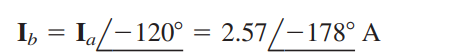 I_b = I_a/−120° = 2.57/−178° A